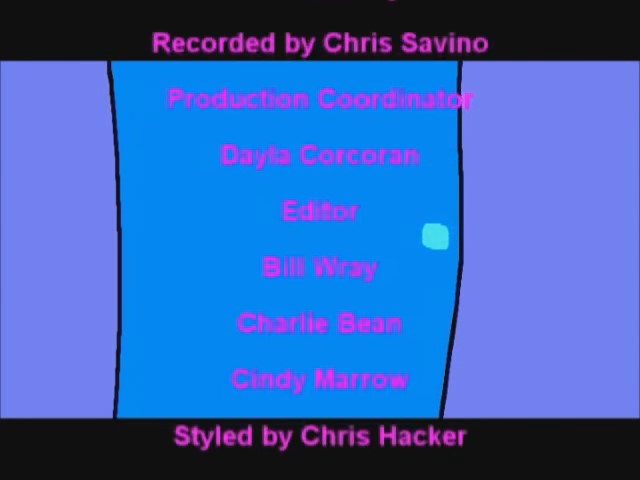 Recorded by Chris Savino
Production Coordinator
Dayla Corcoran
Editor
Bill Wray
Charlie Bean
Cindy Marrow
Styled by Chris Hacker